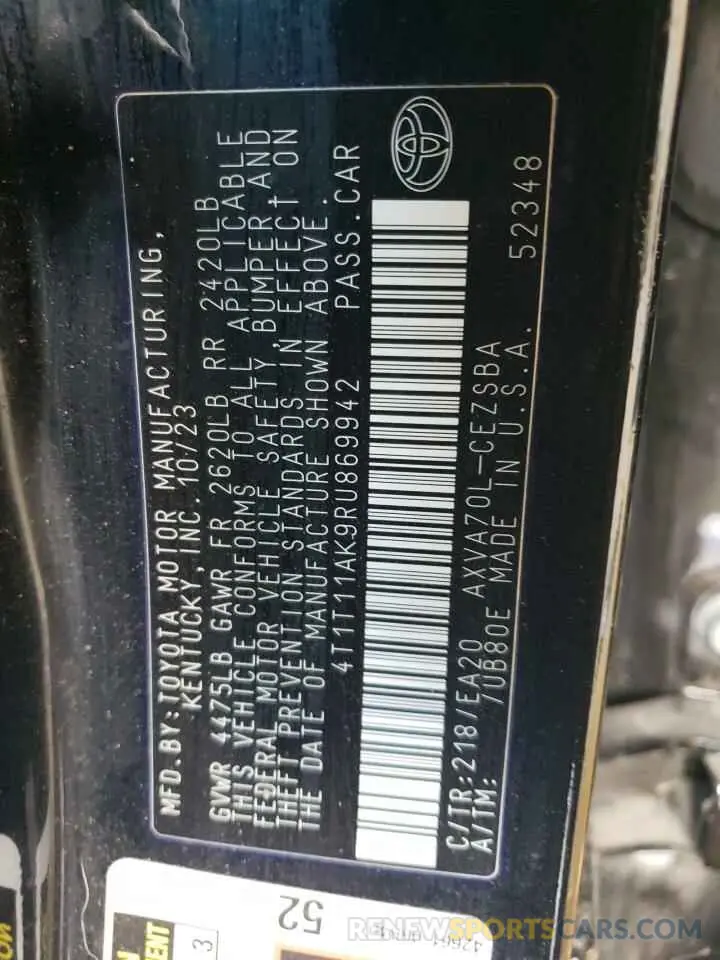 MFD.BY:TOYOTA MOTOR MANUFACTURING,
KENTUCKY,INC. 10/23
GVWR 4475LB GAWR FR 2620LB RR 2420LB
THIS VEHICLE CONFORMS TO ALL APPLICABLE
FEDERAL MOTOR VEHICLE SAFETY, BUMPER AND
THEFT PREVENTION STANDARDS IN EFFECT ON
THE DATE OF MANUFACTURE SHOWN ABOVE.
4T1T11AK9RU869942 PASS.CAR
C/TR:218/EA20 AXVA70L-CEZSBA
A/TM: /UB80E MADE IN U.S.A. 52348
52
3
RENEWSPORTSCARS.COM